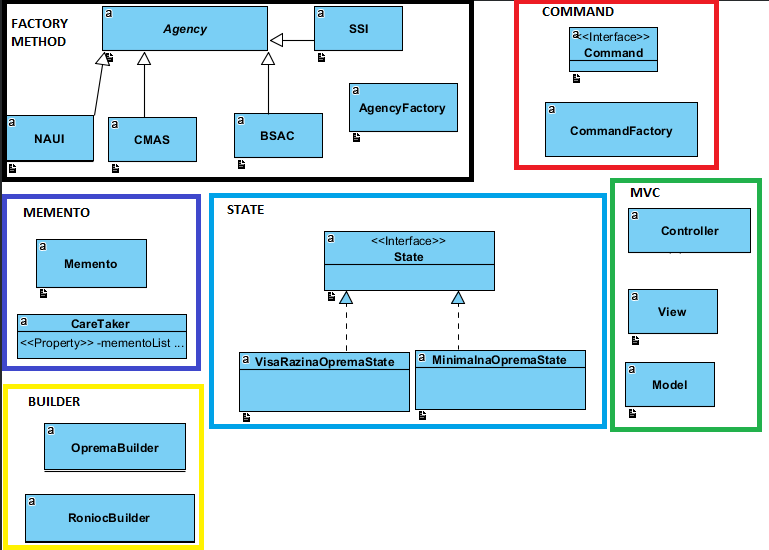 FACTORY
METHOD
a
Agency
a
SSI
a
AgencyFactory
a
NAUI
a
CMAS
a
BSAC
COMMAND
a
<<Interface>>
Command
a
CommandFactory
MEMENTO
a
Memento
a
CareTaker
<<Property>> -mementoList ...
STATE
a
<<Interface>>
State
a
VisaRazinaOpremaState
a
MinimalnaOpremaState
MVC
a
Controller
a
View
a
Model
BUILDER
a
OpremaBuilder
a
RoniocBuilder